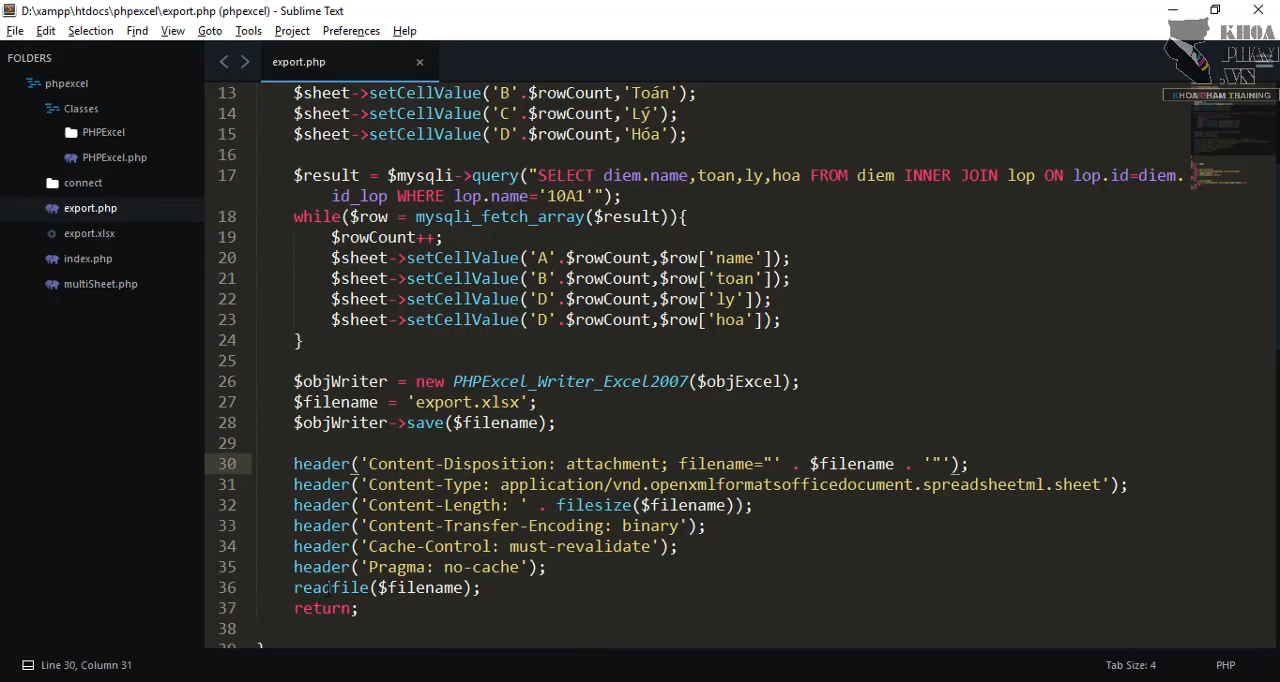 D:\xampp\htdocs\phpexcel\export.php (phpexcel) - Sublime Text
File Edit Selection Find View Goto Tools Project Preferences Help
KHOA
PHAM
.VN
KHOA PHAM TRAINING
FOLDERS
phpexcel
Classes
PHPExcel
PHPExcel.php
connect
export.php
export.xlsx
index.php
multiSheet.php
export.php
13 $sheet->setCellValue('B'.$rowCount,'Toán');
14 $sheet->setCellValue('C'.$rowCount,'Lý');
15 $sheet->setCellValue('D'.$rowCount,'Hóa');
16
17 $result = $mysqli->query("SELECT diem.name,toan,ly,hoa FROM diem INNER JOIN lop ON lop.id=diem.
id_lop WHERE lop.name='10A1'");
18 while($row = mysqli_fetch_array($result)){
19 $rowCount++;
20 $sheet->setCellValue('A'.$rowCount,$row['name']);
21 $sheet->setCellValue('B'.$rowCount,$row['toan']);
22 $sheet->setCellValue('D'.$rowCount,$row['ly']);
23 $sheet->setCellValue('D'.$rowCount,$row['hoa']);
24 }
25
26 $objWriter = new PHPExcel_Writer_Excel2007($objExcel);
27 $filename = 'export.xlsx';
28 $objWriter->save($filename);
29
30 header('Content-Disposition: attachment; filename="' . $filename . '"');
31 header('Content-Type: application/vnd.openxmlformatsofficedocument.spreadsheetml.sheet');
32 header('Content-Length: ' . filesize($filename));
33 header('Content-Transfer-Encoding: binary');
34 header('Cache-Control: must-revalidate');
35 header('Pragma: no-cache');
36 readfile($filename);
37 return;
38
39 }
Line 30, Column 31
Tab Size: 4
PHP